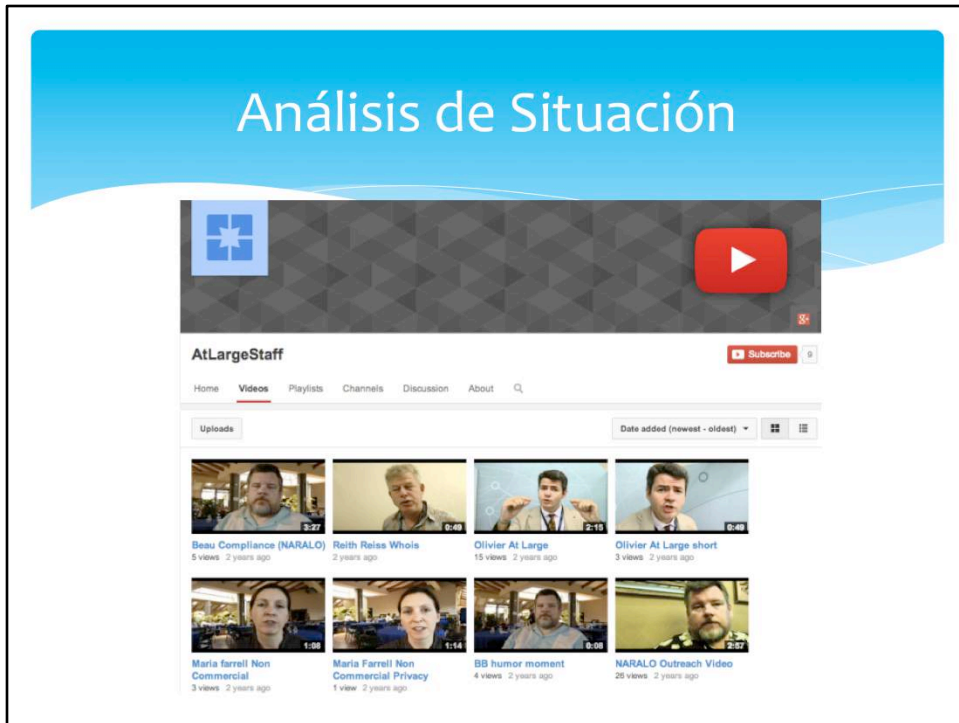 Análisis de Situación
g+
AtLargeStaff
Subscribe 9
Home Videos Playlists Channels Discussion About
Uploads
Date added (newest - oldest)
3:27 0:49 2:15 0:49
Beau Compliance (NARALO) Reith Reiss Whois Olivier At Large Olivier At Large short
5 views 2 years ago 2 years ago 15 views 2 years ago 3 views 2 years ago
1:08 1:14 0:08 2:57
Maria farrell Non Maria Farrell Non BB humor moment NARALO Outreach Video
Commercial Commercial Privacy 4 views 2 years ago 26 views 2 years ago
3 views 2 years ago 1 view 2 years ago